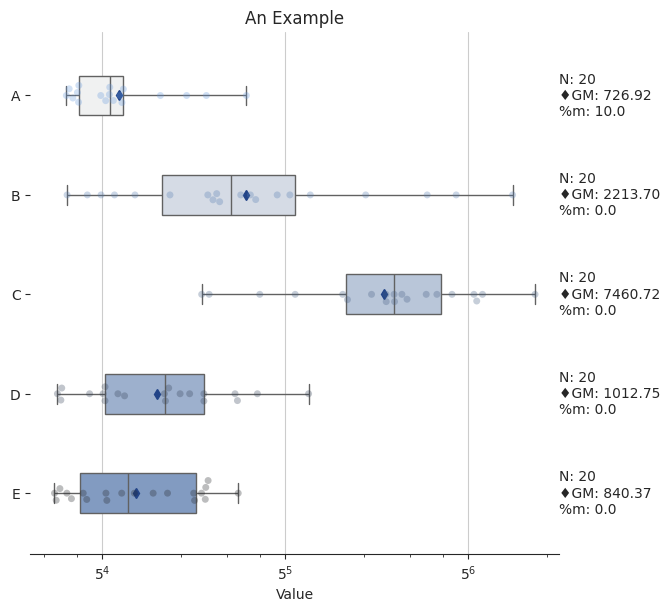 An Example
A
N: 20
♦GM: 726.92
%m: 10.0
B
N: 20
♦GM: 2213.70
%m: 0.0
C
N: 20
♦GM: 7460.72
%m: 0.0
D
N: 20
♦GM: 1012.75
%m: 0.0
E
N: 20
♦GM: 840.37
%m: 0.0
5⁴ 5⁵ 5⁶
Value